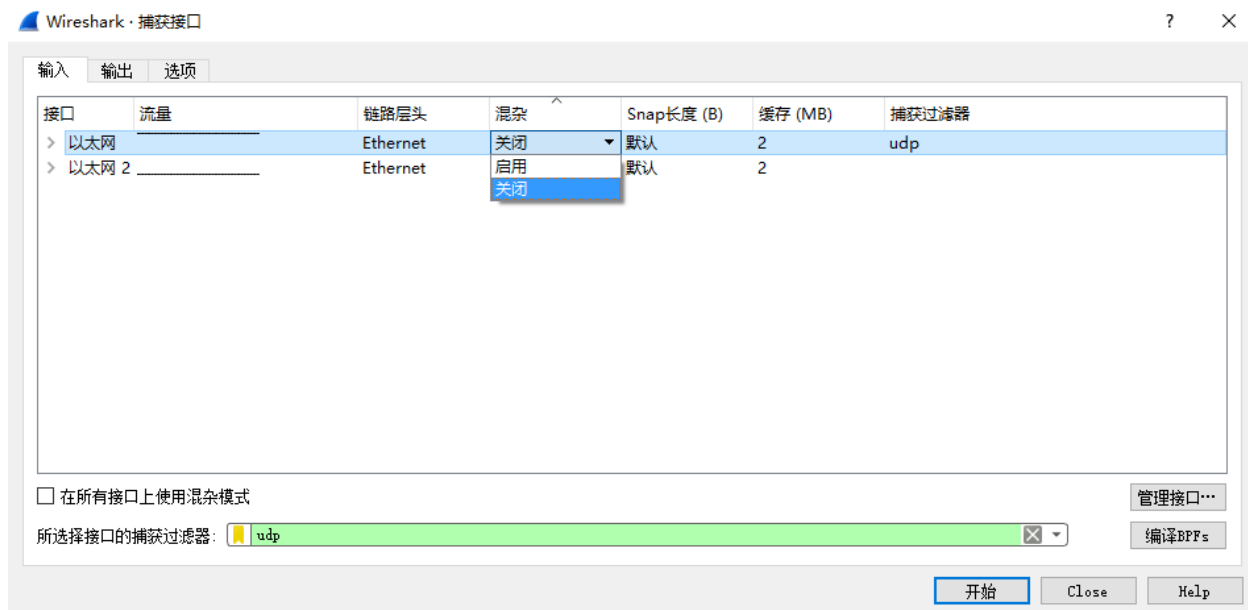 Wireshark · 捕获接口
输入 输出 选项
接口 流量 链路层头 混杂 Snap长度 (B) 缓存 (MB) 捕获过滤器
以太网 Ethernet 关闭 默认 2 udp
以太网 2 Ethernet 启用 默认 2
关闭
在所有接口上使用混杂模式 管理接口…
所选择接口的捕获过滤器: udp 编译BPFs
开始 Close Help